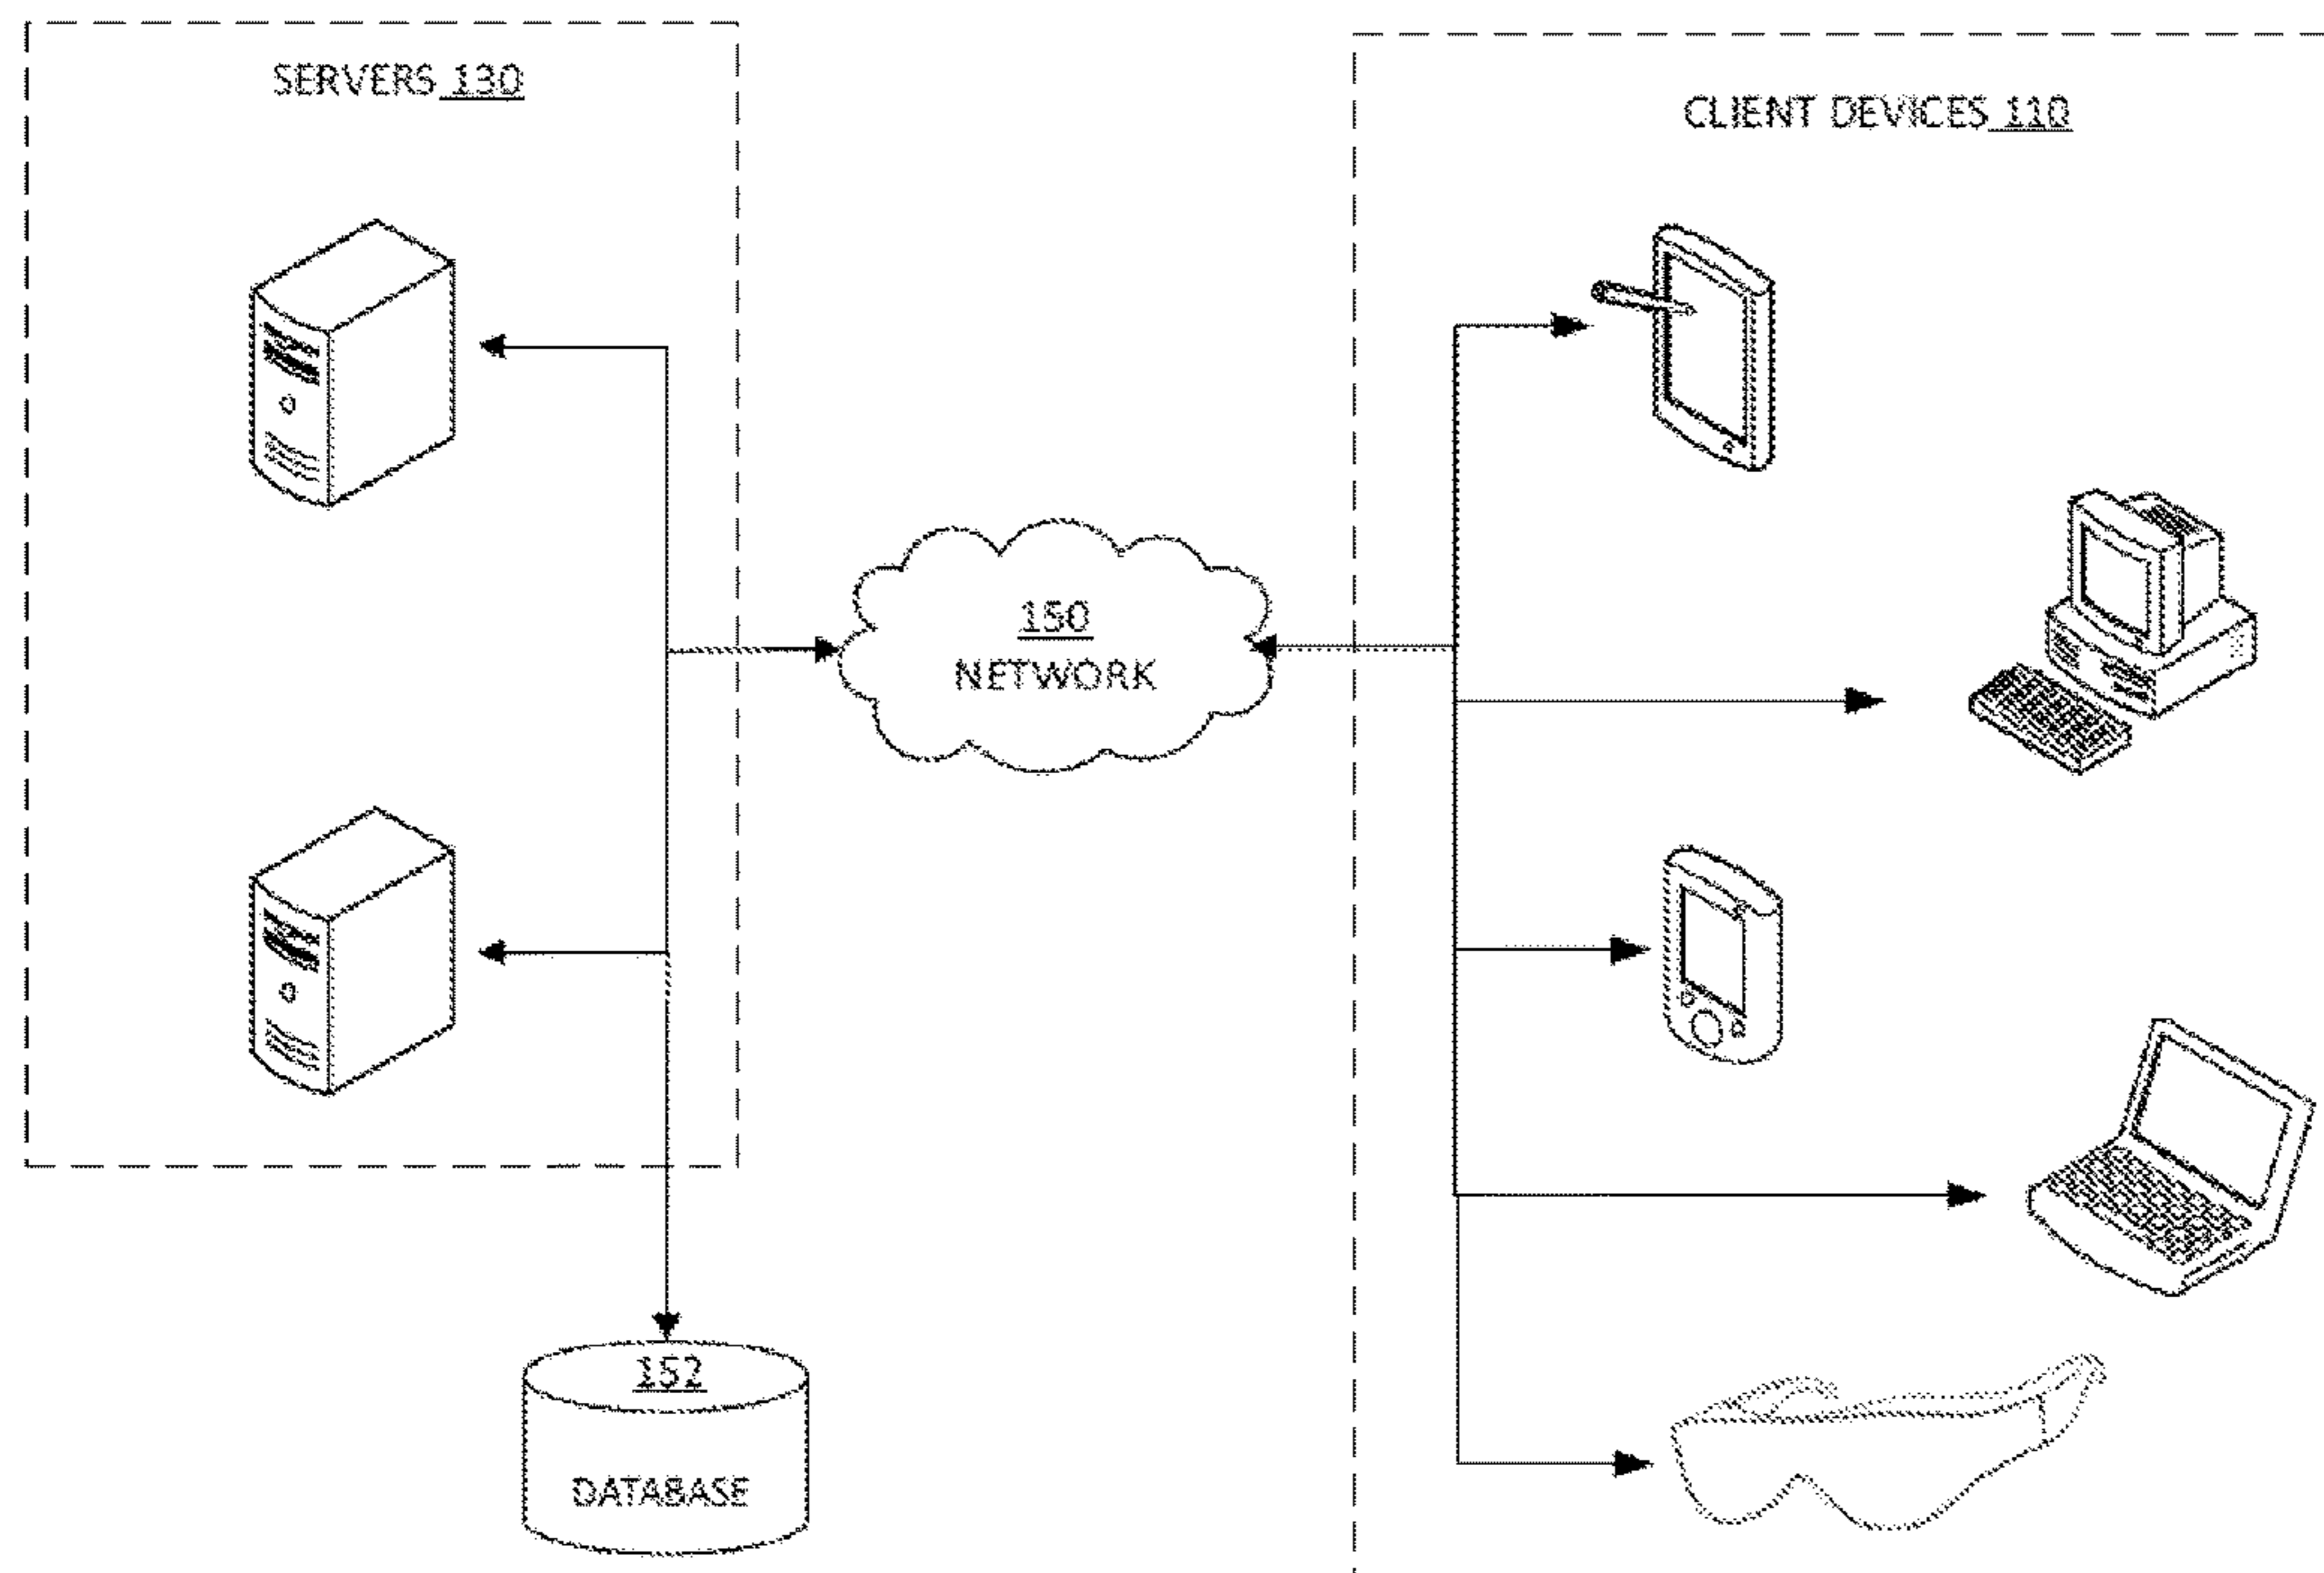 SERVERS 130
CLIENT DEVICES 110
150
NETWORK
152
DATABASE